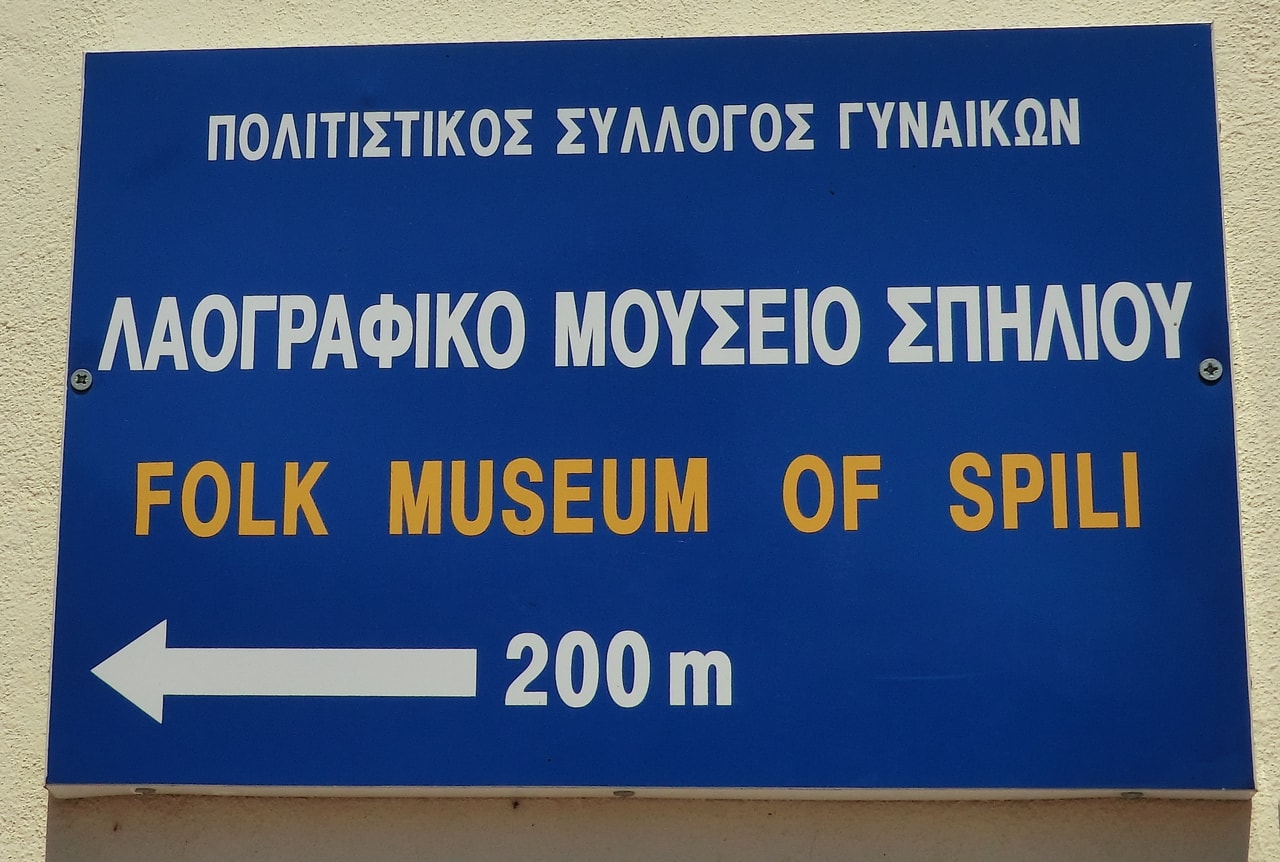 ΠΟΛΙΤΙΣΤΙΚΟΣ ΣΥΛΛΟΓΟΣ ΓΥΝΑΙΚΩΝ
ΛΑΟΓΡΑΦΙΚΟ ΜΟΥΣΕΙΟ ΣΠΗΛΙΟΥ
FOLK MUSEUM OF SPILI
200 m